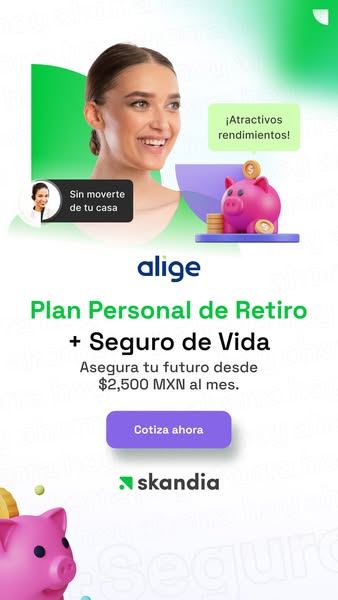 ¡Atractivos
rendimientos!
Sin moverte
de tu casa
alige
Plan Personal de Retiro
+ Seguro de Vida
Asegura tu futuro desde
$2,500 MXN al mes.
Cotiza ahora
skandia